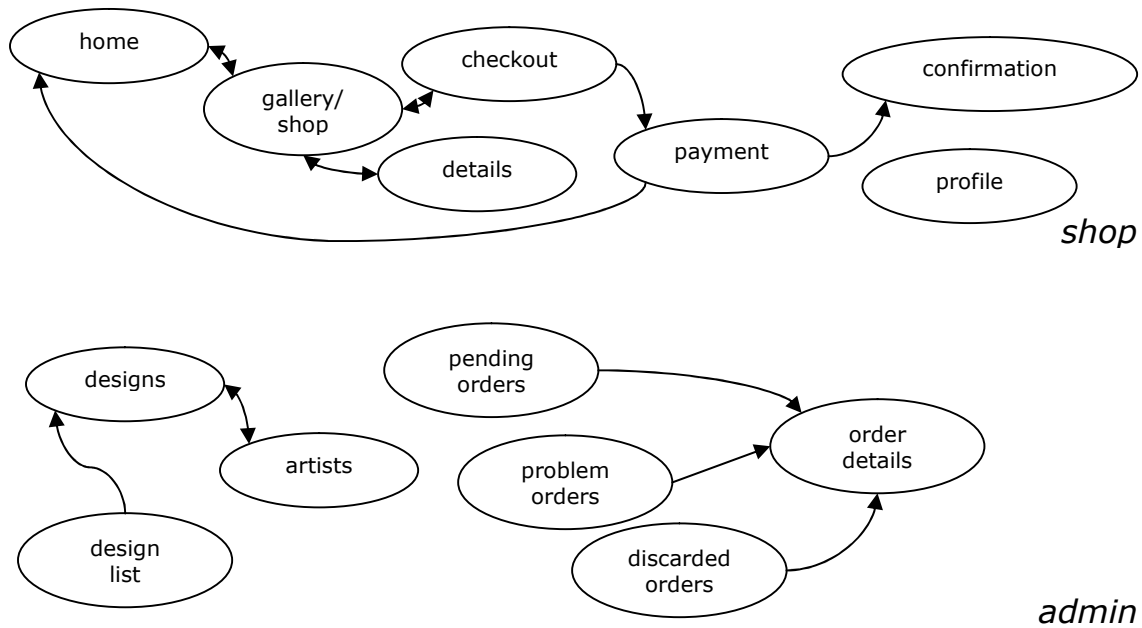 home
gallery/
shop
checkout
details
payment
confirmation
profile
shop
designs
artists
design
list
pending
orders
problem
orders
discarded
orders
order
details
admin